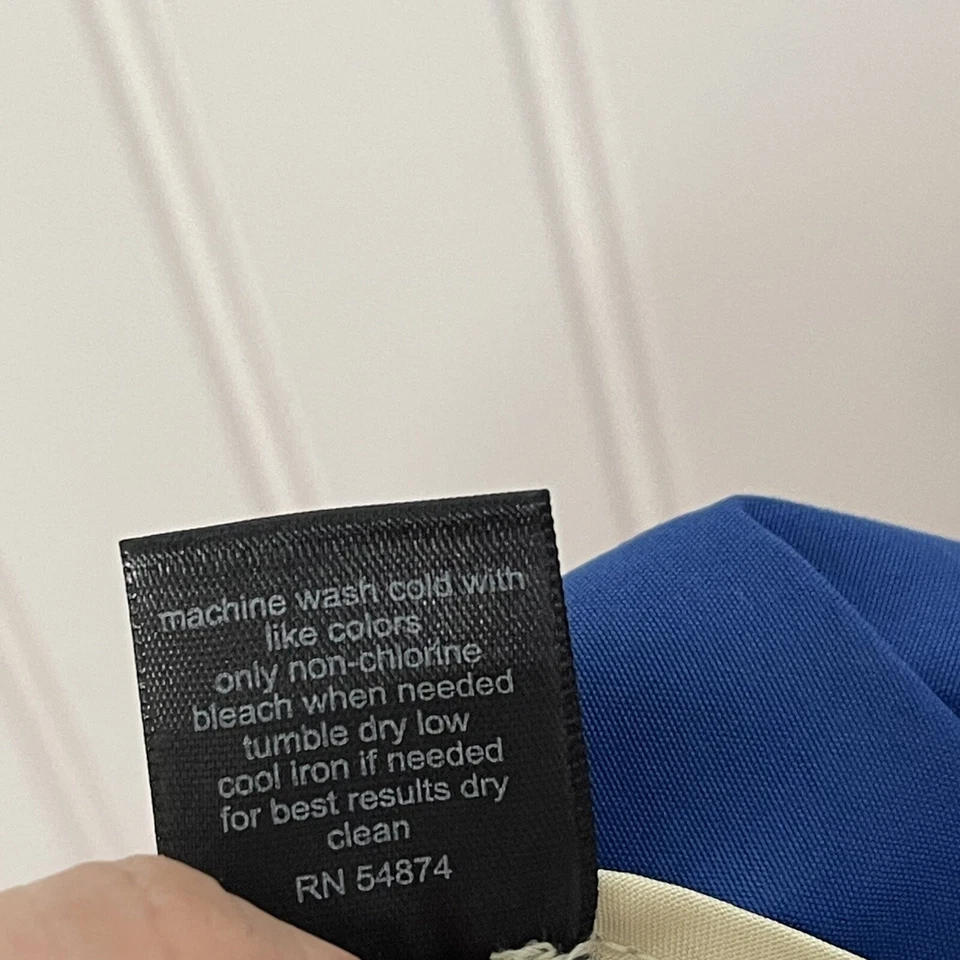 machine wash cold with
like colors
only non-chlorine
bleach when needed
tumble dry low
cool iron if needed
for best results dry
clean
RN 54874